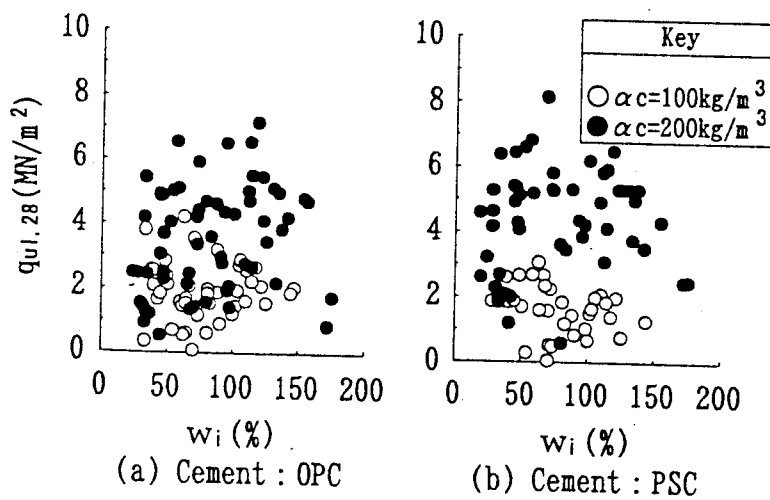 Key
○αc=100kg/m³
●αc=200kg/m³
qul,28 (MN/m²)
10
8
6
4
2
0
0 50 100 150 200
wi (%)
(a) Cement : OPC
10
8
6
4
2
0
0 50 100 150 200
wi (%)
(b) Cement : PSC